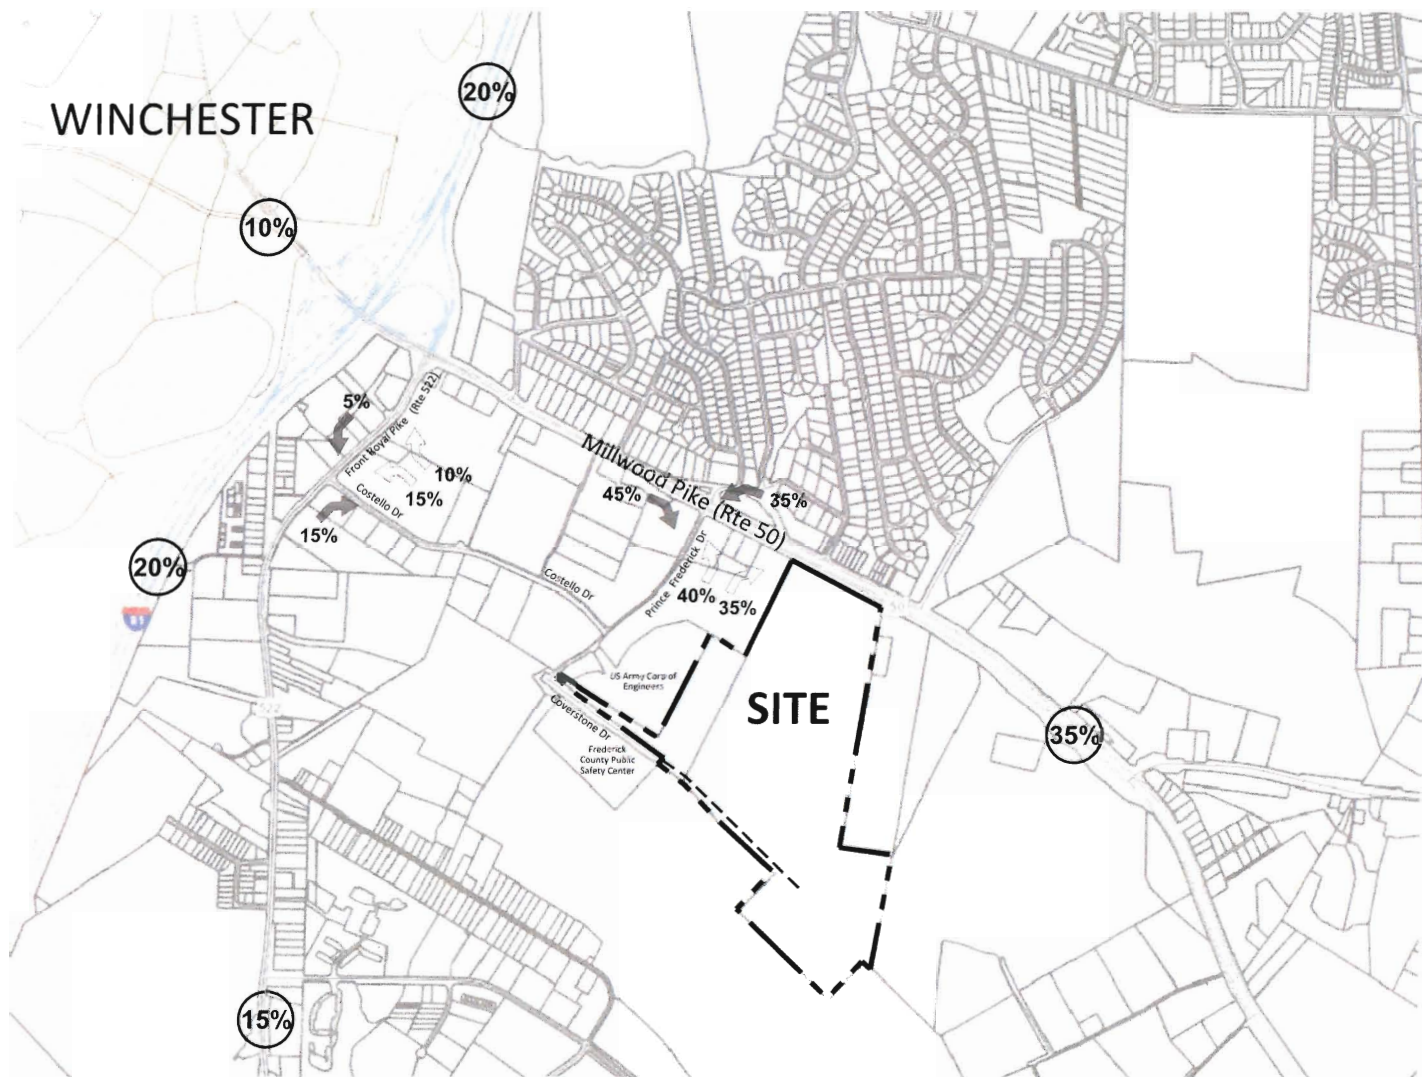 20%
WINCHESTER
10%
5%
Front Royal Pike (Rte 522)
10%
15%
Costello Dr
15%
Millwood Pike (Rte 50)
45%
35%
20%
81
Costello Dr
Prince Frederick Dr
40%
35%
50
US Army Corp of
Engineers
SITE
Coverstone Dr
522
35%
Frederick
County Public
Safety Center
15%